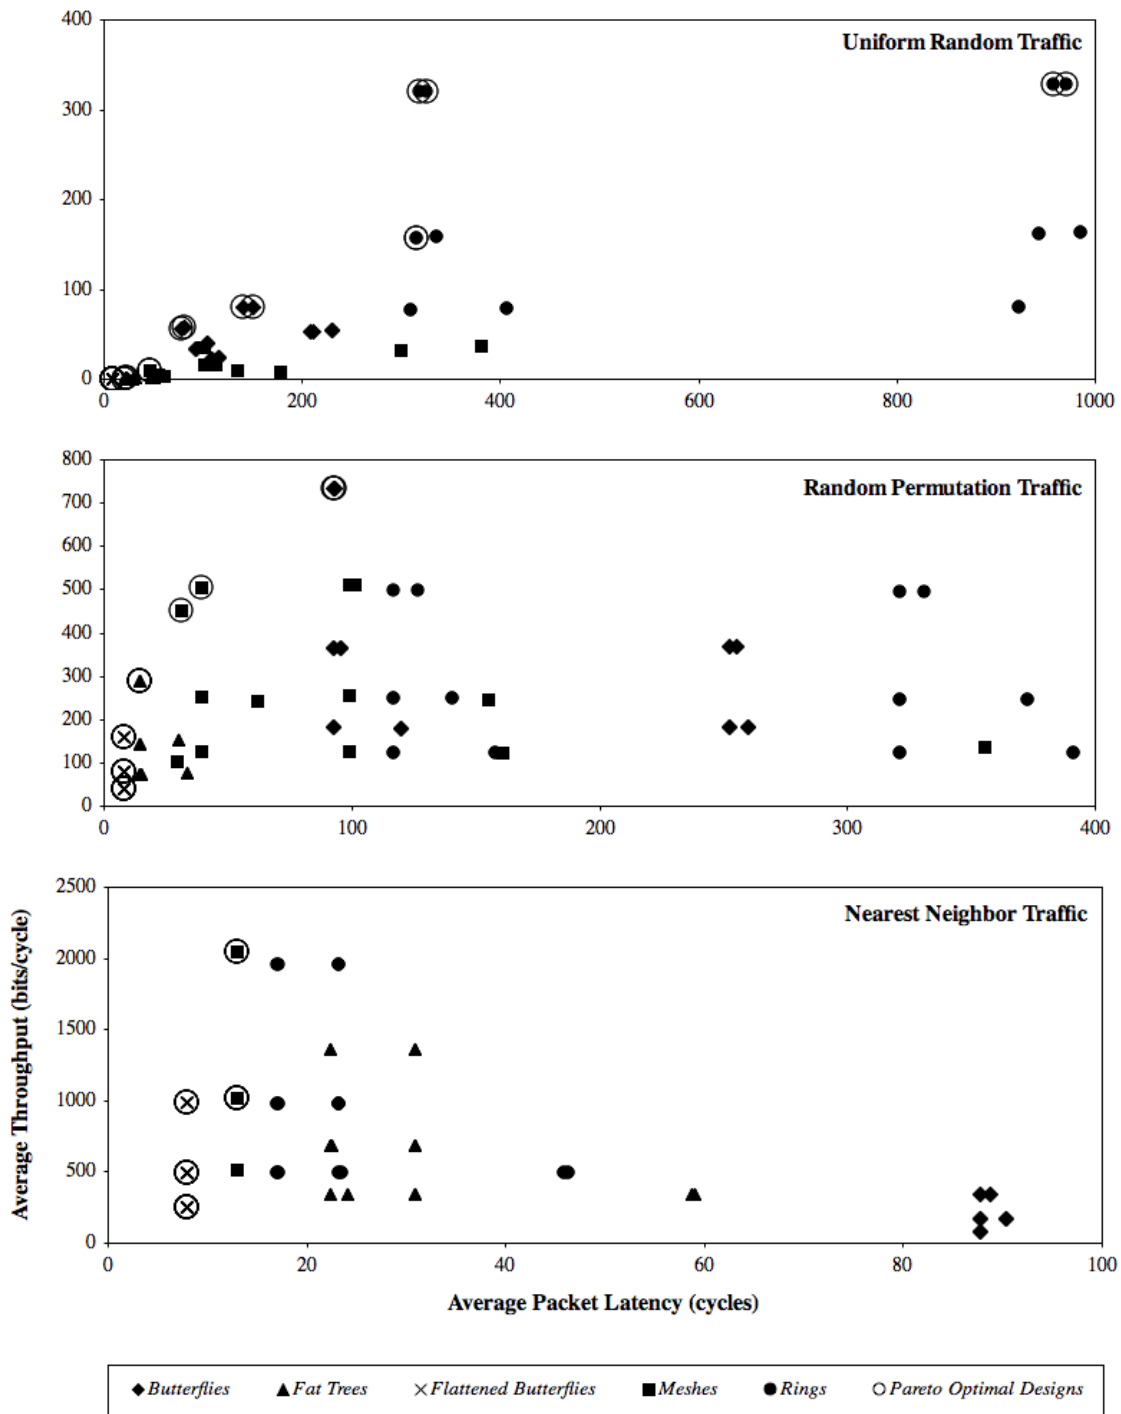 400
Uniform Random Traffic
300
200
100
0
0 200 400 600 800 1000
800
Random Permutation Traffic
700
600
500
400
300
200
100
0
0 100 200 300 400
2500
Nearest Neighbor Traffic
2000
1500
1000
500
0
0 20 40 60 80 100
Average Throughput (bits/cycle)
Average Packet Latency (cycles)
Butterflies Fat Trees Flattened Butterflies Meshes Rings Pareto Optimal Designs